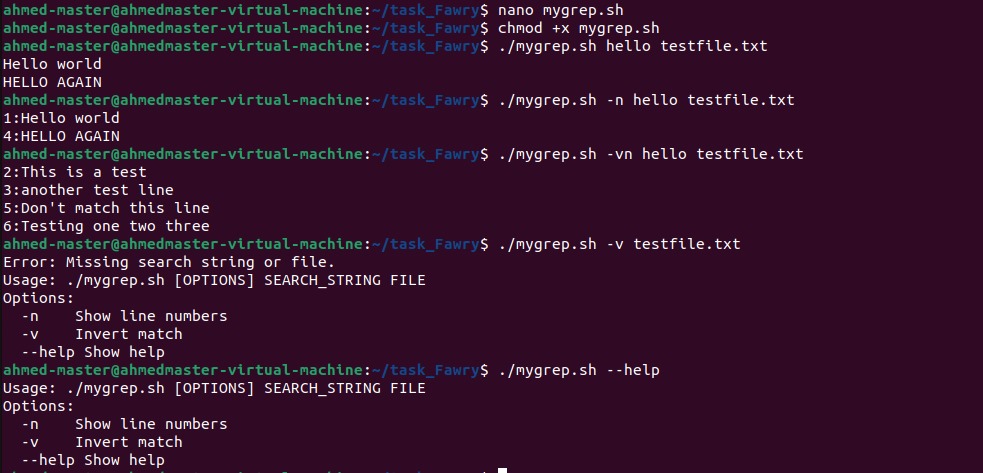 ahmed-master@ahmedmaster-virtual-machine:~/task_Fawry$ nano mygrep.sh
ahmed-master@ahmedmaster-virtual-machine:~/task_Fawry$ chmod +x mygrep.sh
ahmed-master@ahmedmaster-virtual-machine:~/task_Fawry$ ./mygrep.sh hello testfile.txt
Hello world
HELLO AGAIN
ahmed-master@ahmedmaster-virtual-machine:~/task_Fawry$ ./mygrep.sh -n hello testfile.txt
1:Hello world
4:HELLO AGAIN
ahmed-master@ahmedmaster-virtual-machine:~/task_Fawry$ ./mygrep.sh -vn hello testfile.txt
2:This is a test
3:another test line
5:Don't match this line
6:Testing one two three
ahmed-master@ahmedmaster-virtual-machine:~/task_Fawry$ ./mygrep.sh -v testfile.txt
Error: Missing search string or file.
Usage: ./mygrep.sh [OPTIONS] SEARCH_STRING FILE
Options:
  -n    Show line numbers
  -v    Invert match
  --help Show help
ahmed-master@ahmedmaster-virtual-machine:~/task_Fawry$ ./mygrep.sh --help
Usage: ./mygrep.sh [OPTIONS] SEARCH_STRING FILE
Options:
  -n    Show line numbers
  -v    Invert match
  --help Show help